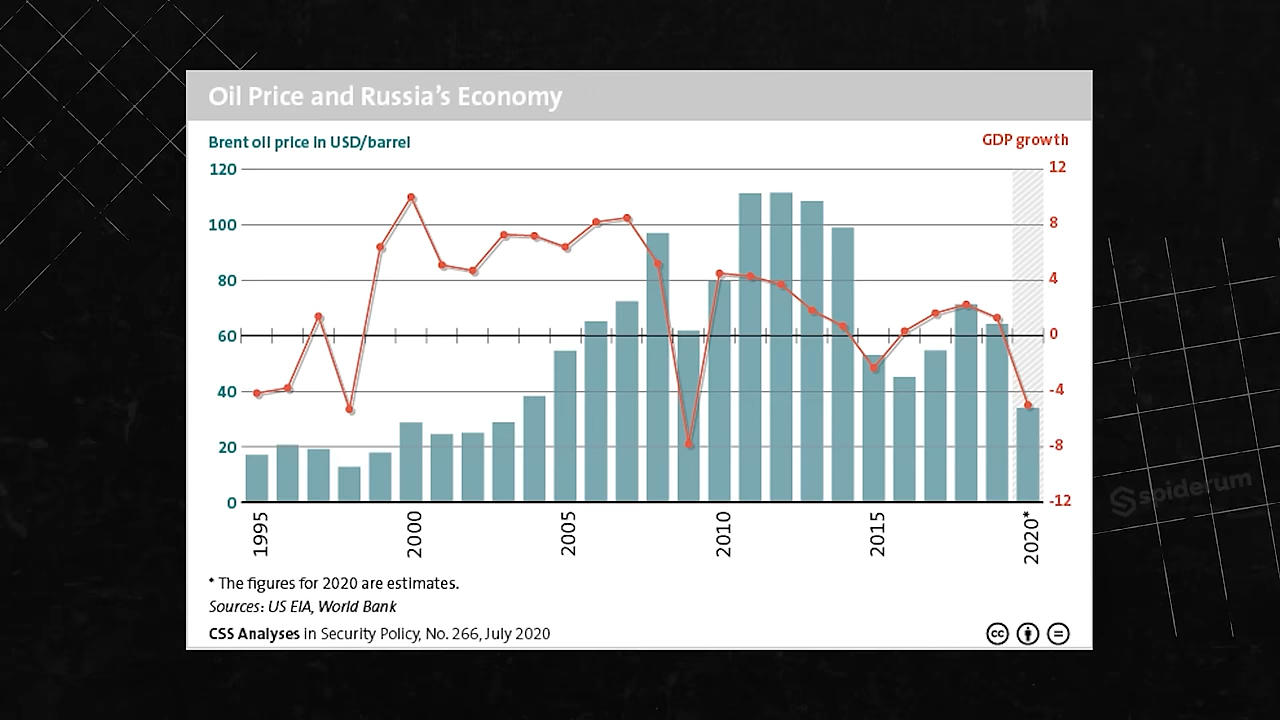 Oil Price and Russia's Economy
Brent oil price in USD/barrel
GDP growth
120
100
80
60
40
20
0
12
8
4
0
-4
-8
-12
1995
2000
2005
2010
2015
2020*
* The figures for 2020 are estimates.
Sources: US EIA, World Bank
CSS Analyses in Security Policy, No. 266, July 2020
cc
spiderum